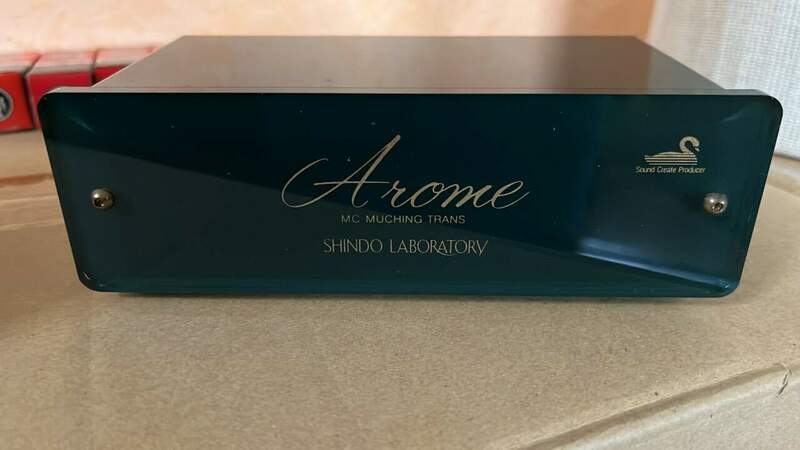 Arome
MC MUCHING TRANS
SHINDO LABORATORY
Sound Create Producer